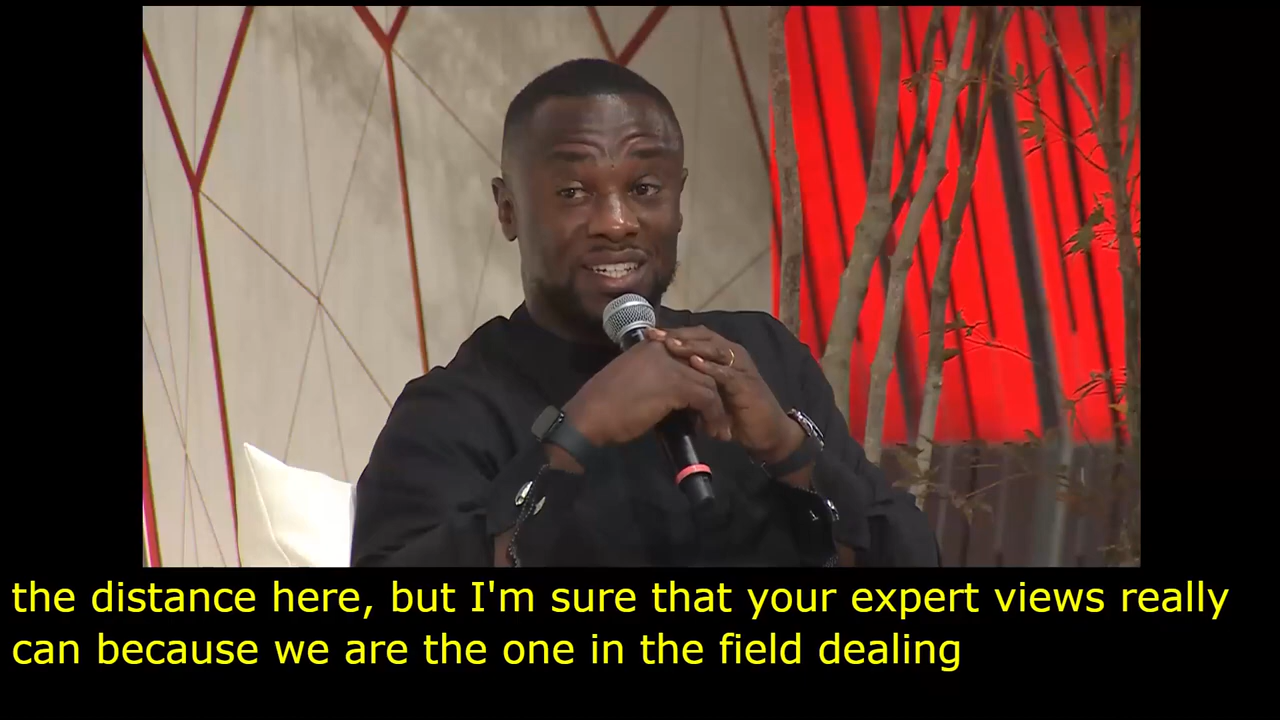 the distance here, but I'm sure that your expert views really
can because we are the one in the field dealing